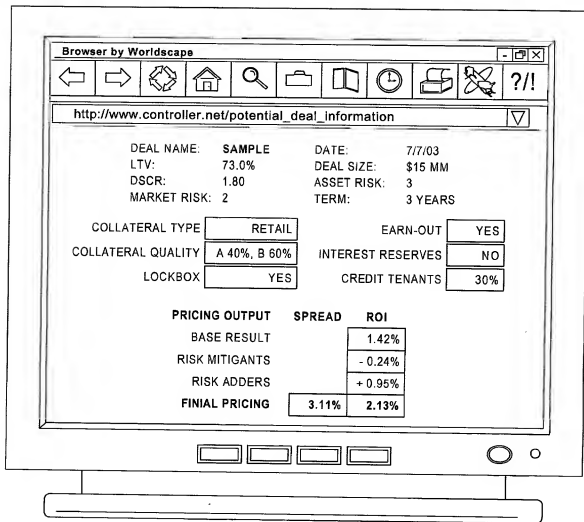 Browser by Worldscape
?/!
http://www.controller.net/potential_deal_information
DEAL NAME: SAMPLE DATE: 7/7/03
LTV: 73.0% DEAL SIZE: $15 MM
DSCR: 1.80 ASSET RISK: 3
MARKET RISK: 2 TERM: 3 YEARS
COLLATERAL TYPE RETAIL EARN-OUT YES
COLLATERAL QUALITY A 40%, B 60% INTEREST RESERVES NO
LOCKBOX YES CREDIT TENANTS 30%
PRICING OUTPUT SPREAD ROI
BASE RESULT 1.42%
RISK MITIGANTS - 0.24%
RISK ADDERS + 0.95%
FINIAL PRICING 3.11% 2.13%